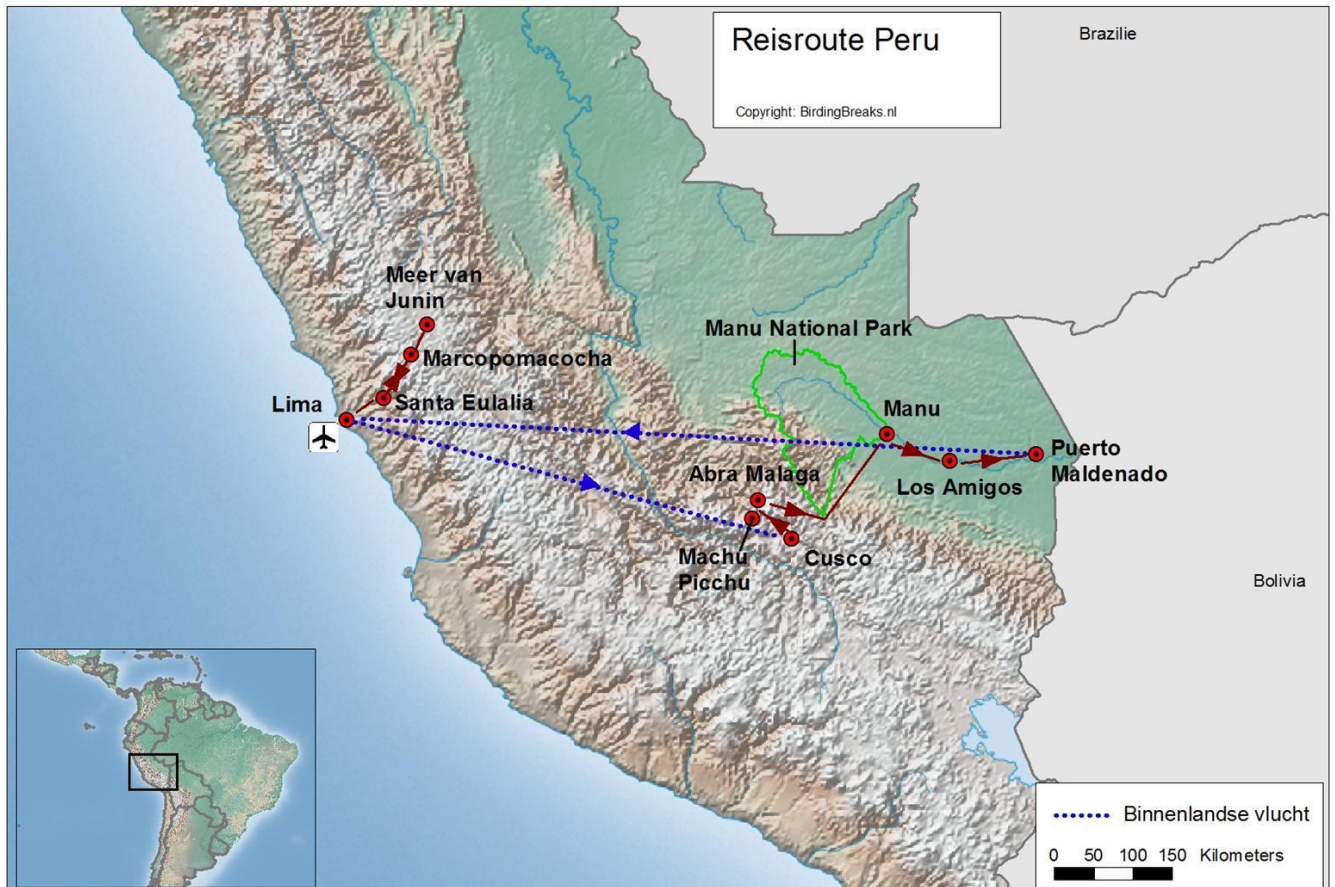 Reisroute Peru
Copyright: BirdingBreaks.nl
Brazilie
Meer van
Junin
Marcopomacocha
Santa Eulalia
Lima
Manu National Park
Manu
Puerto
Maldenado
Los Amigos
Abra Malaga
Machu
Picchu
Cusco
Bolivia
Binnenlandse vlucht
0 50 100 150 Kilometers